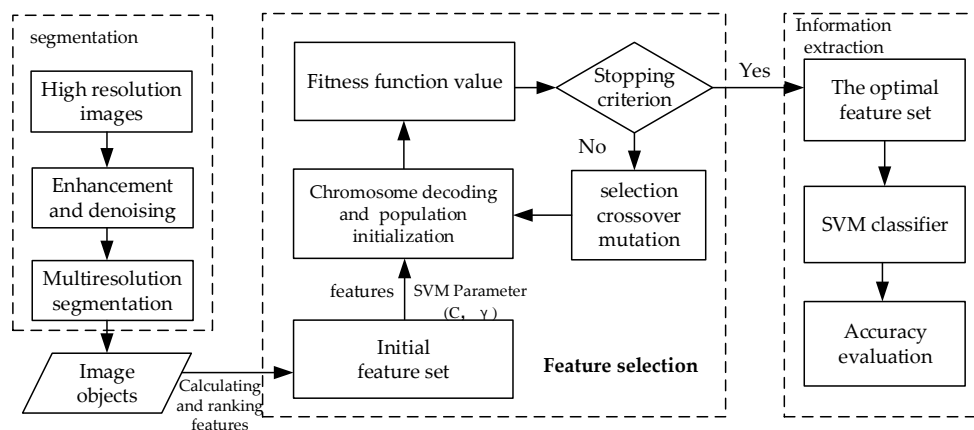 segmentation
High resolution
images
Enhancement
and denoising
Multiresolution
segmentation
Image
objects
Calculating
and ranking
features
Fitness function value
Stopping
criterion
Yes
No
Chromosome decoding
and population
initialization
selection
crossover
mutation
features
SVM Parameter
(C, γ)
Initial
feature set
Feature selection
Information
extraction
The optimal
feature set
SVM classifier
Accuracy
evaluation